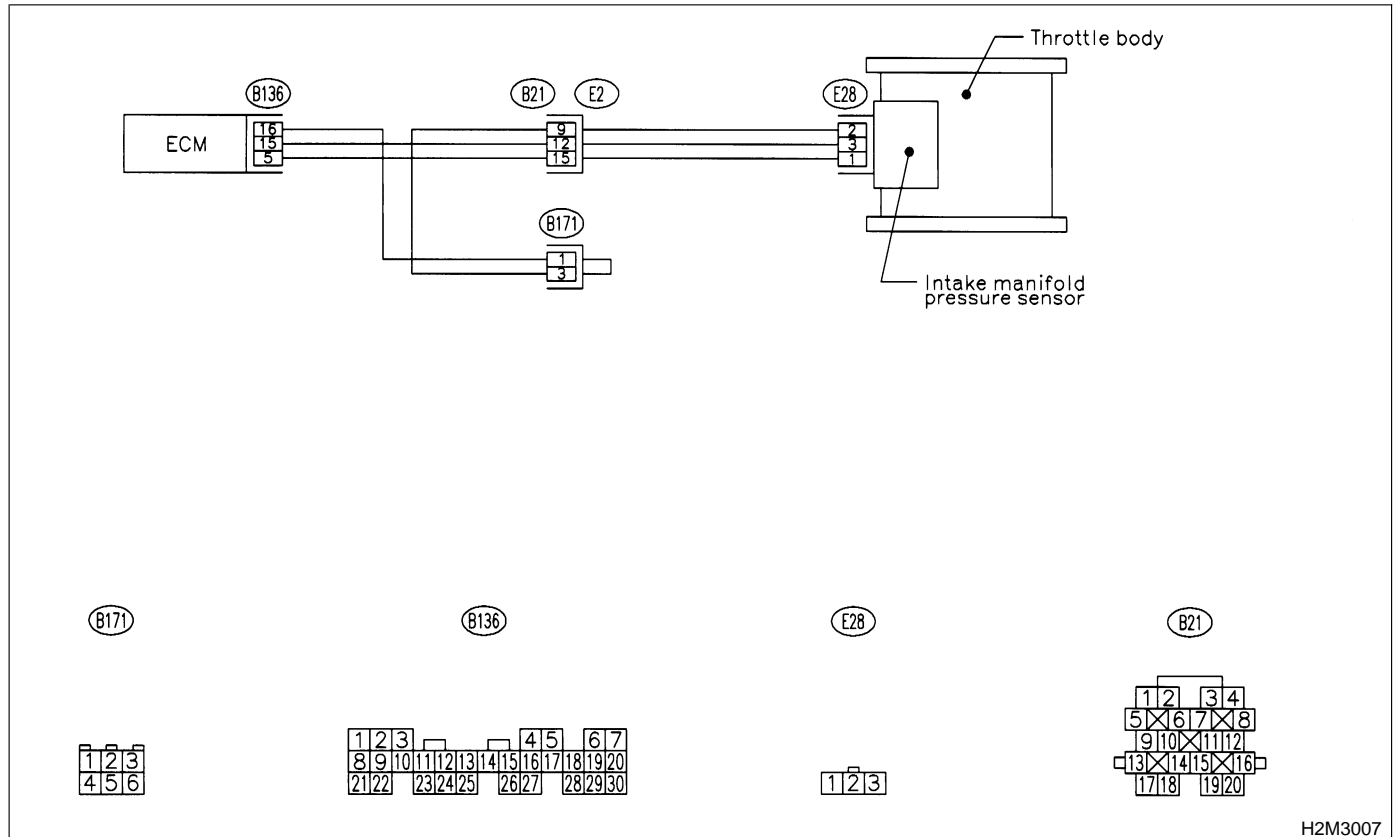 Throttle body
B136
B21
E2
E28
ECM
16
15
5
9
12
15
2
3
1
B171
1
3
Intake manifold
pressure sensor
B171
B136
E28
B21
1 2 3
4 5 6
1 2 3 4 5 6 7
8 9 10 11 12 13 14 15 16 17 18 19 20
21 22 23 24 25 26 27 28 29 30
1 2 3
1 2 3 4
5 6 7 8
9 10 11 12
13 14 15 16
17 18 19 20
H2M3007